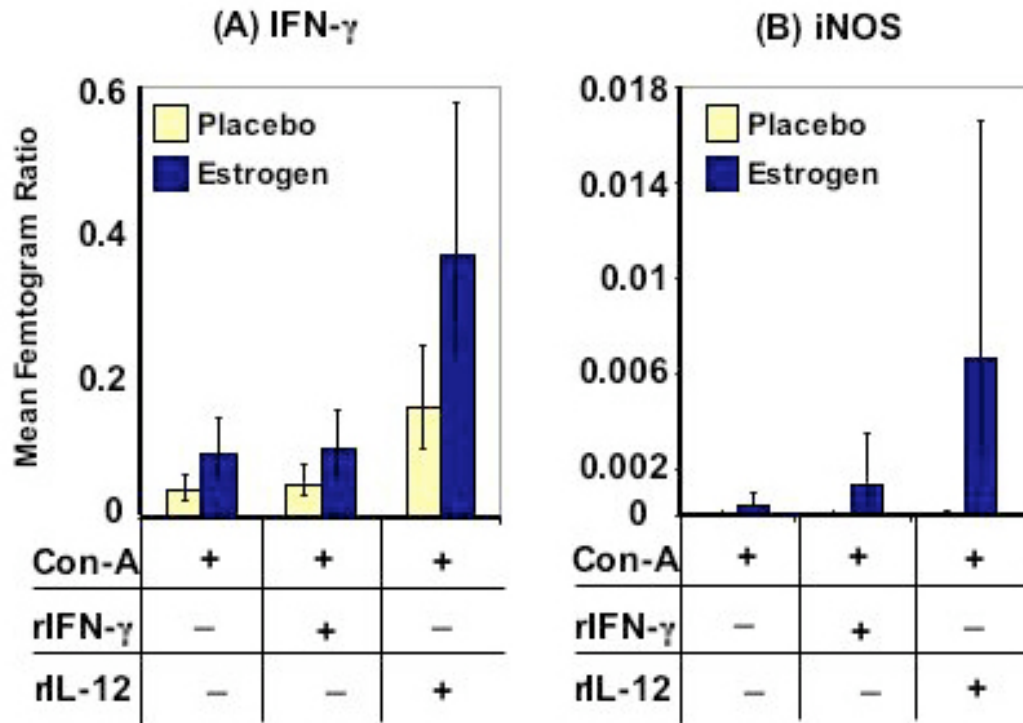 (A) IFN-γ
(B) iNOS
Mean Femtogram Ratio
0.6
0.4
0.2
0
Placebo
Estrogen
0.018
0.014
0.01
0.006
0.002
0
Placebo
Estrogen
Con-A + + +
rIFN-γ – + –
rIL-12 – – +
Con-A + + +
rIFN-γ – + –
rIL-12 – – +